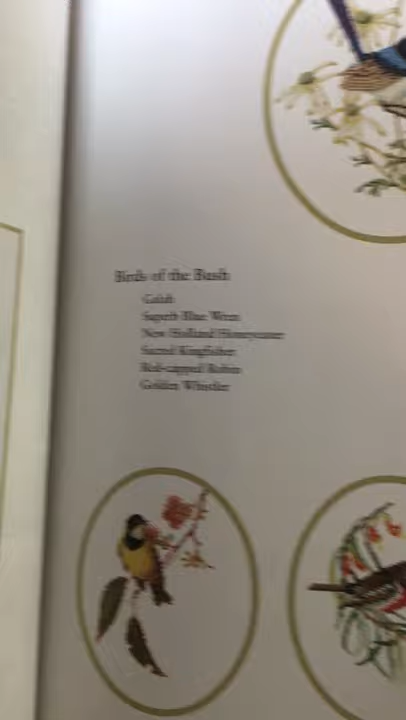 Birds of the Bush
Galah
Superb Blue Wren
New Holland Honeyeater
Sacred Kingfisher
Red-capped Robin
Golden Whistler